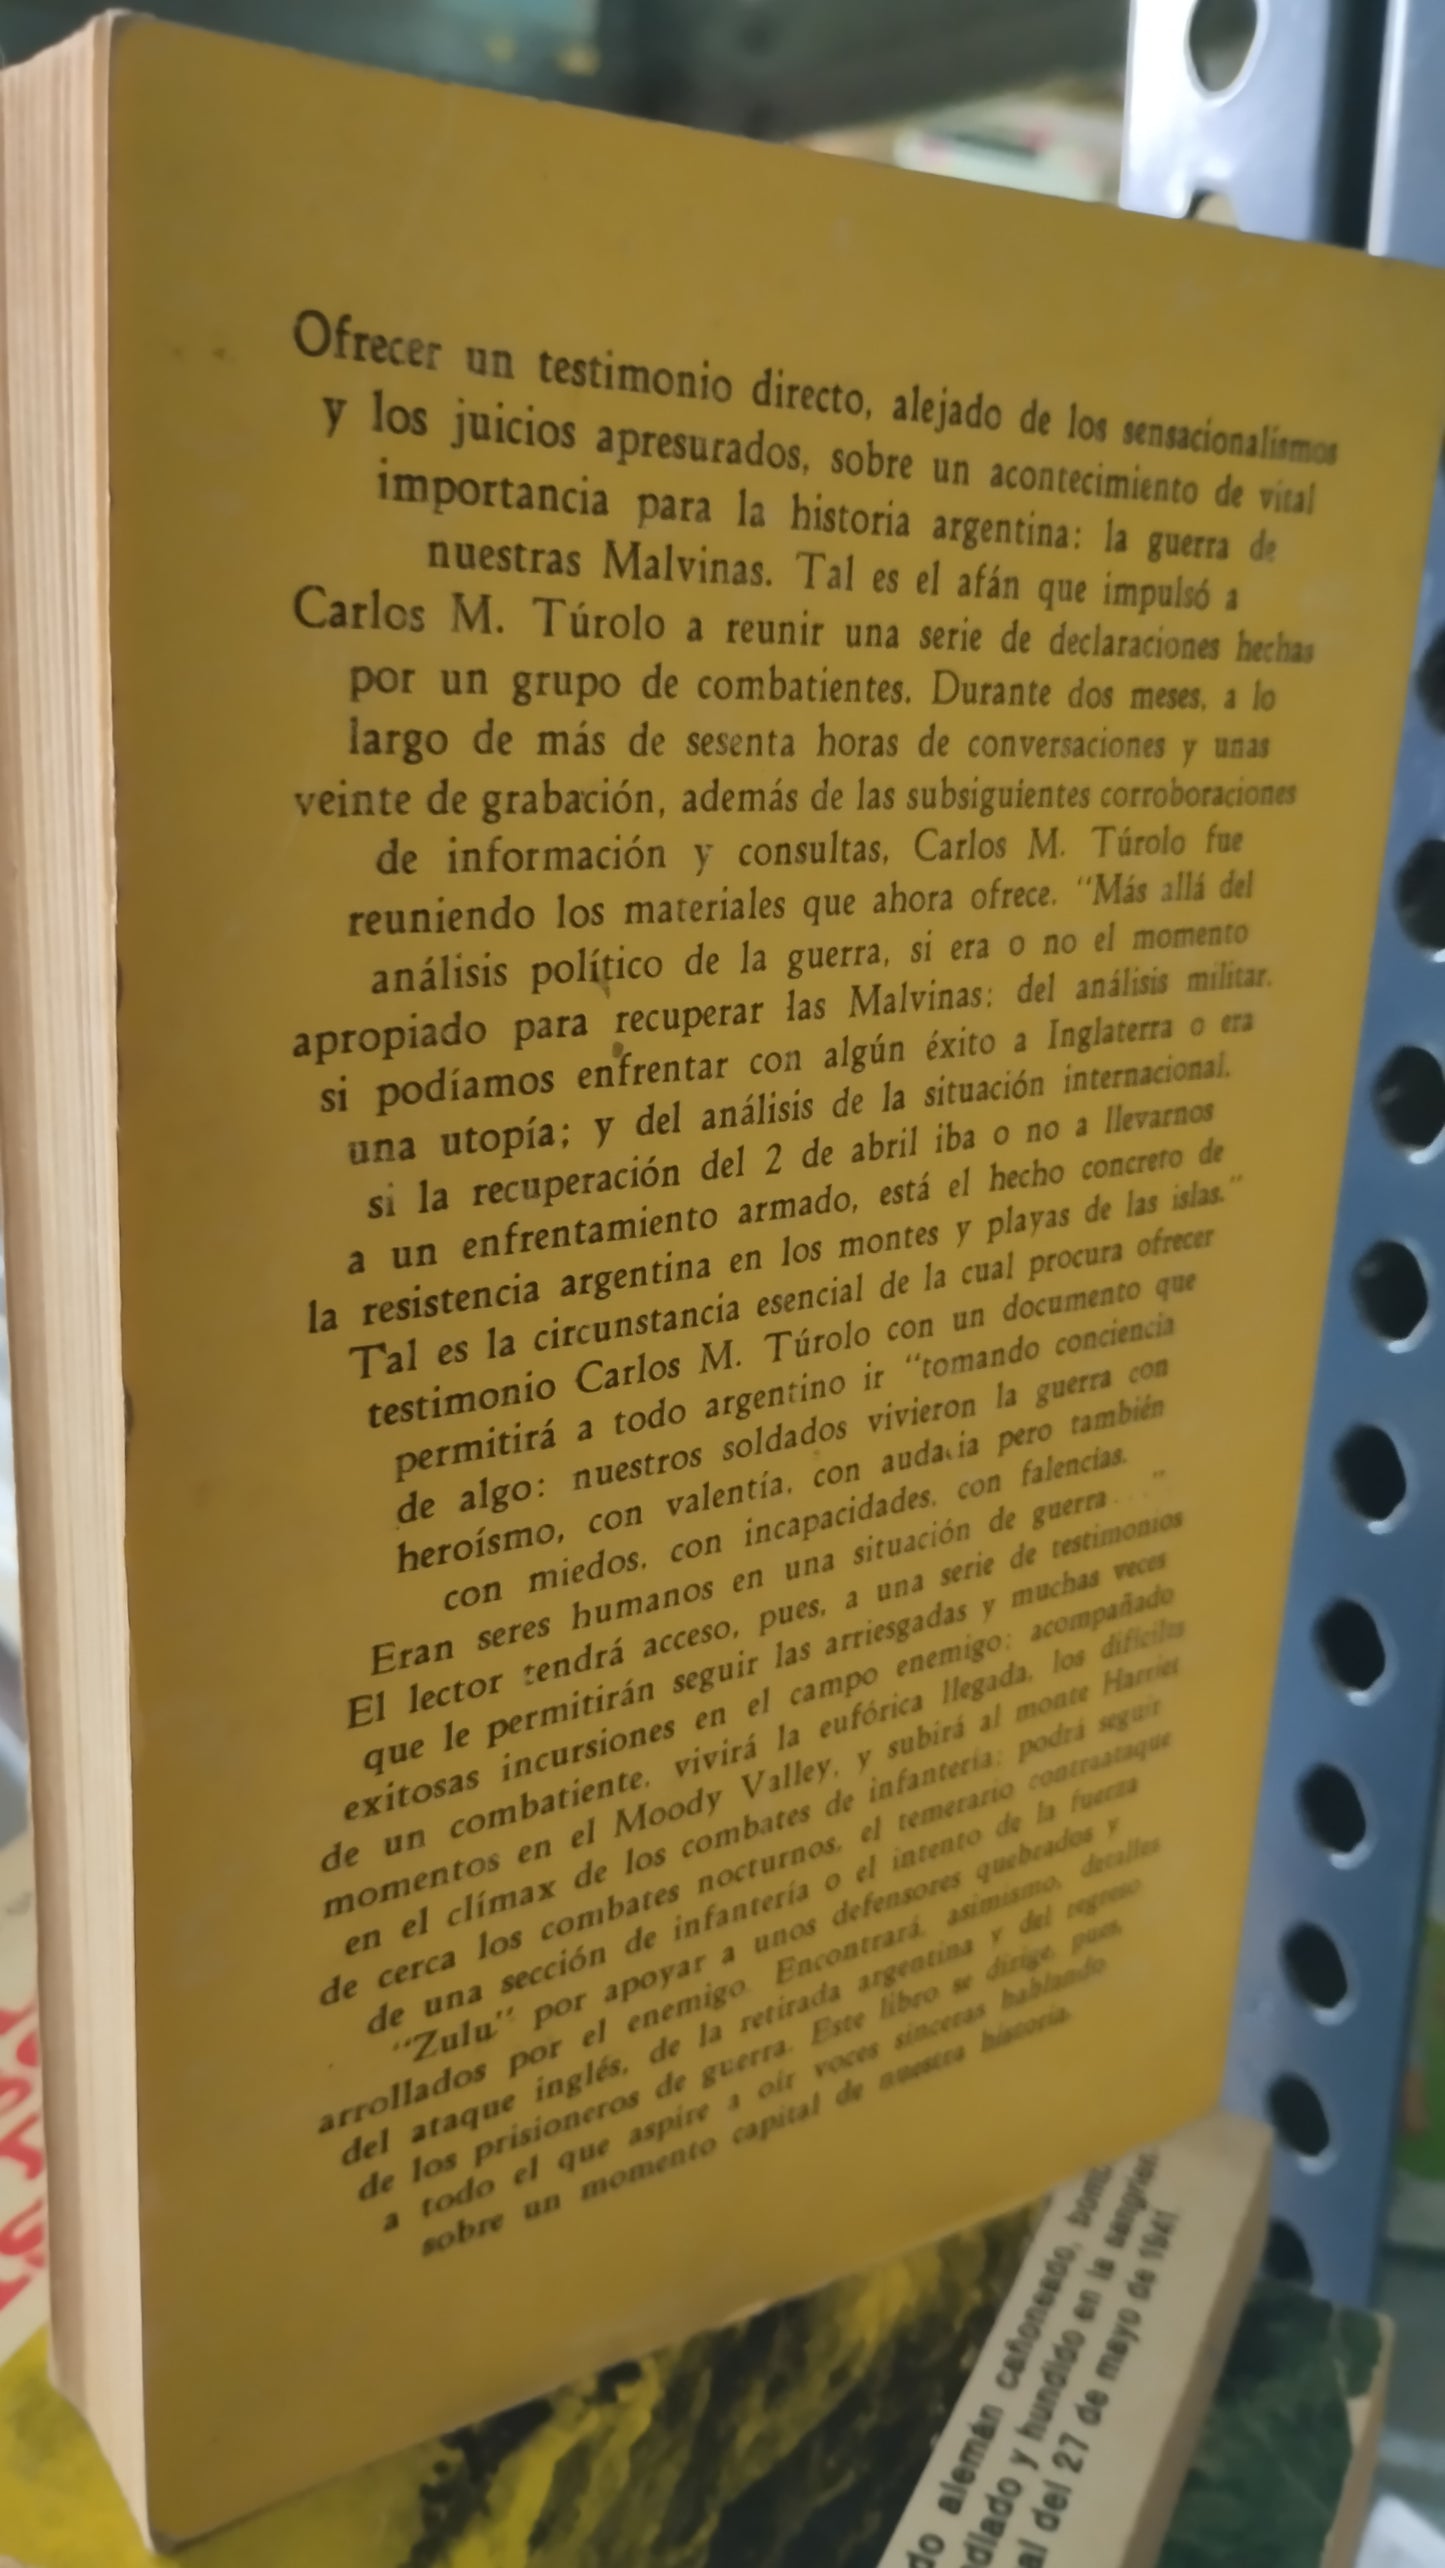 Ofrecer un testimonio directo, alejado de los sensacionalismos
y los juicios apresurados, sobre un acontecimiento de vital
importancia para la historia argentina: la guerra de
nuestras Malvinas. Tal es el afán que impulsó a
Carlos M. Túrolo a reunir una serie de declaraciones hechas
por un grupo de combatientes. Durante dos meses, a lo
largo de más de sesenta horas de conversaciones y unas
veinte de grabación, además de las subsiguientes corroboraciones
de información y consultas, Carlos M. Túrolo fue
reuniendo los materiales que ahora ofrece. “Más allá del
análisis político de la guerra, si era o no el momento
apropiado para recuperar las Malvinas; del análisis militar,
si podíamos enfrentar con algún éxito a Inglaterra o era
una utopía; y del análisis de la situación internacional,
si la recuperación del 2 de abril iba o no a llevarnos
a un enfrentamiento armado, está el hecho concreto de
la resistencia argentina en los montes y playas de las islas.”
Tal es la circunstancia esencial de la cual procura ofrecer
testimonio Carlos M. Túrolo con un documento que
permitirá a todo argentino ir “tomando conciencia
de algo: nuestros soldados vivieron la guerra con
heroísmo, con valentía, con audacia pero también
con miedos, con incapacidades, con falencias.
Eran seres humanos en una situación de guerra . . . ”
El lector tendrá acceso, pues, a una serie de testimonios
que le permitirán seguir las arriesgadas y muchas veces
exitosas incursiones en el campo enemigo; acompañado
de un combatiente, vivirá la eufórica llegada, los difíciles
momentos en el Moody Valley, y subirá al monte Harriet
en el clímax de los combates de infantería; podrá seguir
de cerca los combates nocturnos, el temerario contraataque
de una sección de infantería o el intento de la fuerza
“Zulu” por apoyar a unos defensores quebrados y
arrollados por el enemigo. Encontrará, asimismo, detalles
del ataque inglés, de la retirada argentina y del regreso
de los prisioneros de guerra. Este libro se dirige, pues,
a todo el que aspire a oír voces sinceras hablando
sobre un momento capital de nuestra historia.
do alemán cañoneado, bomb
ndiado y hundido en la sangrien
al del 27 de mayo de 1941